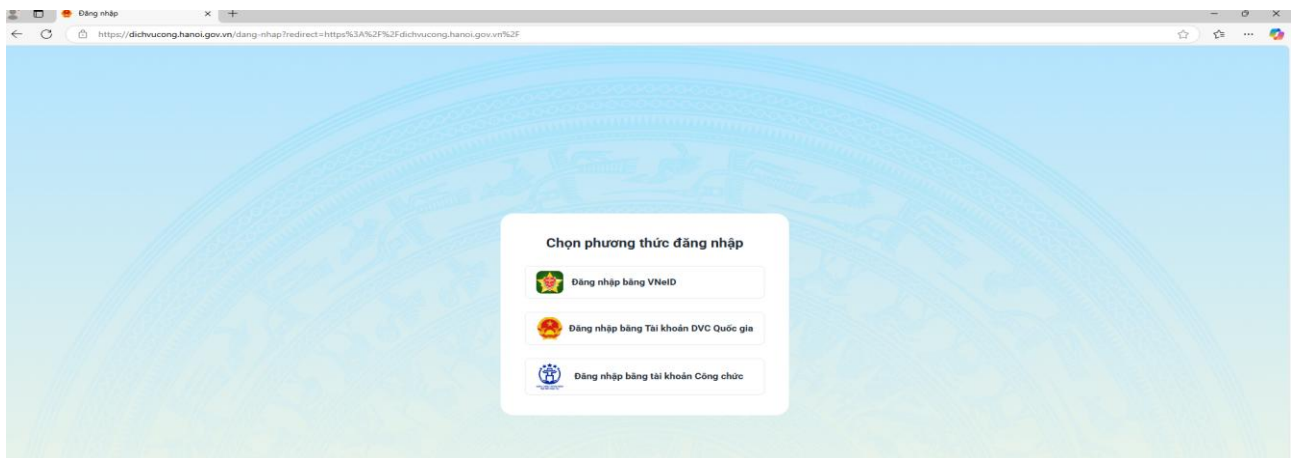 Đăng nhập
https://dichvucong.hanoi.gov.vn/dang-nhap?redirect=https%3A%2F%2Fdichvucong.hanoi.gov.vn%2F
Chọn phương thức đăng nhập
Đăng nhập bằng VNeID
Đăng nhập bằng Tài khoản DVC Quốc gia
Đăng nhập bằng tài khoản Công chức